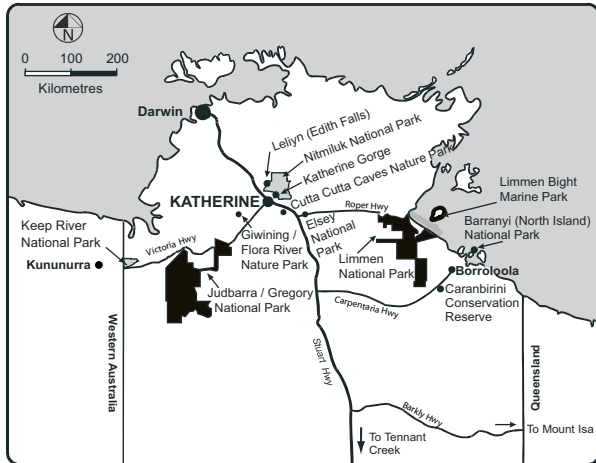 N
0 100 200
Kilometres
Darwin
Leliyn (Edith Falls)
Nitmiluk National Park
Katherine Gorge
Cutta Cutta Caves Nature Park
KATHERINE
Roper Hwy
Limmen Bight
Marine Park
Barranyi (North Island)
National Park
Keep River
National Park
Victoria Hwy
Kununurra
Giwining /
Flora River
Nature Park
Elsey
National
Park
Limmen
National Park
Judbarra / Gregory
National Park
Borroloola
Caranbirini
Conservation
Reserve
Carpentaria Hwy
Western Australia
Stuart Hwy
Queensland
Barkly Hwy
To Mount Isa
To Tennant
Creek